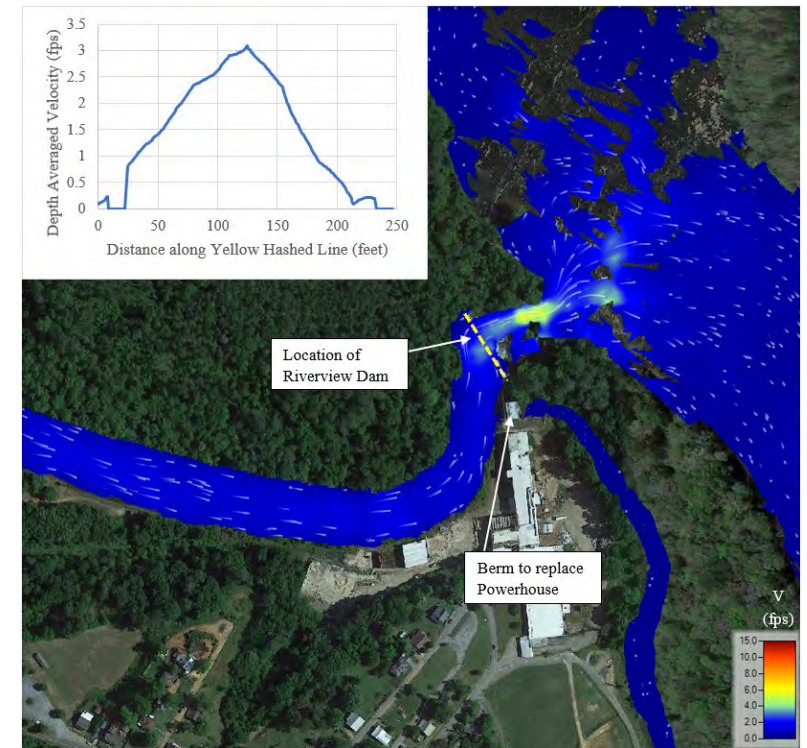 3.5
3
2.5
2
1.5
1
0.5
0
Depth Averaged Velocity (fps)
0 50 100 150 200 250
Distance along Yellow Hashed Line (feet)
Location of
Riverview Dam
Berm to replace
Powerhouse
V
(fps)
15.0
10.0
8.0
6.0
4.0
2.0
0.0